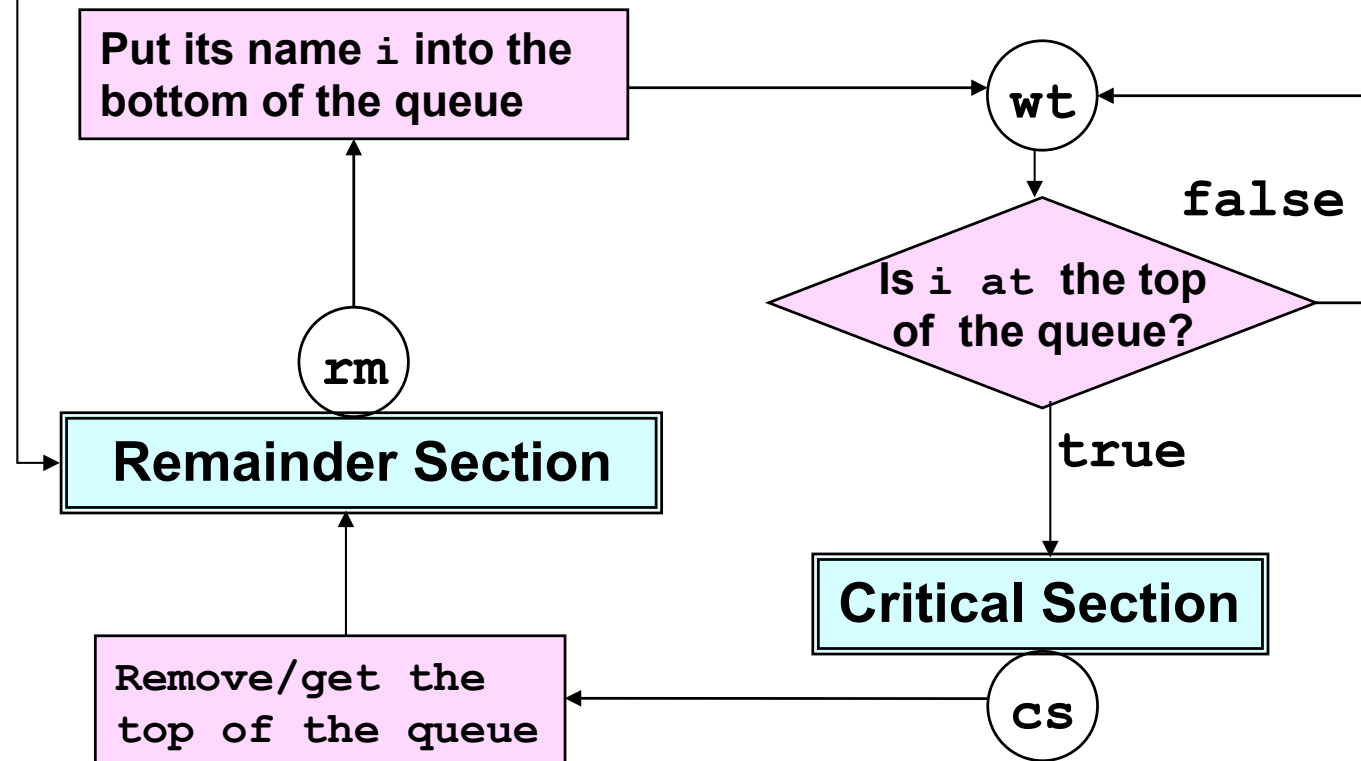 Put its name i into the
bottom of the queue
wt
false
Is i at the top
of the queue?
rm
true
Remainder Section
Critical Section
Remove/get the
top of the queue
cs